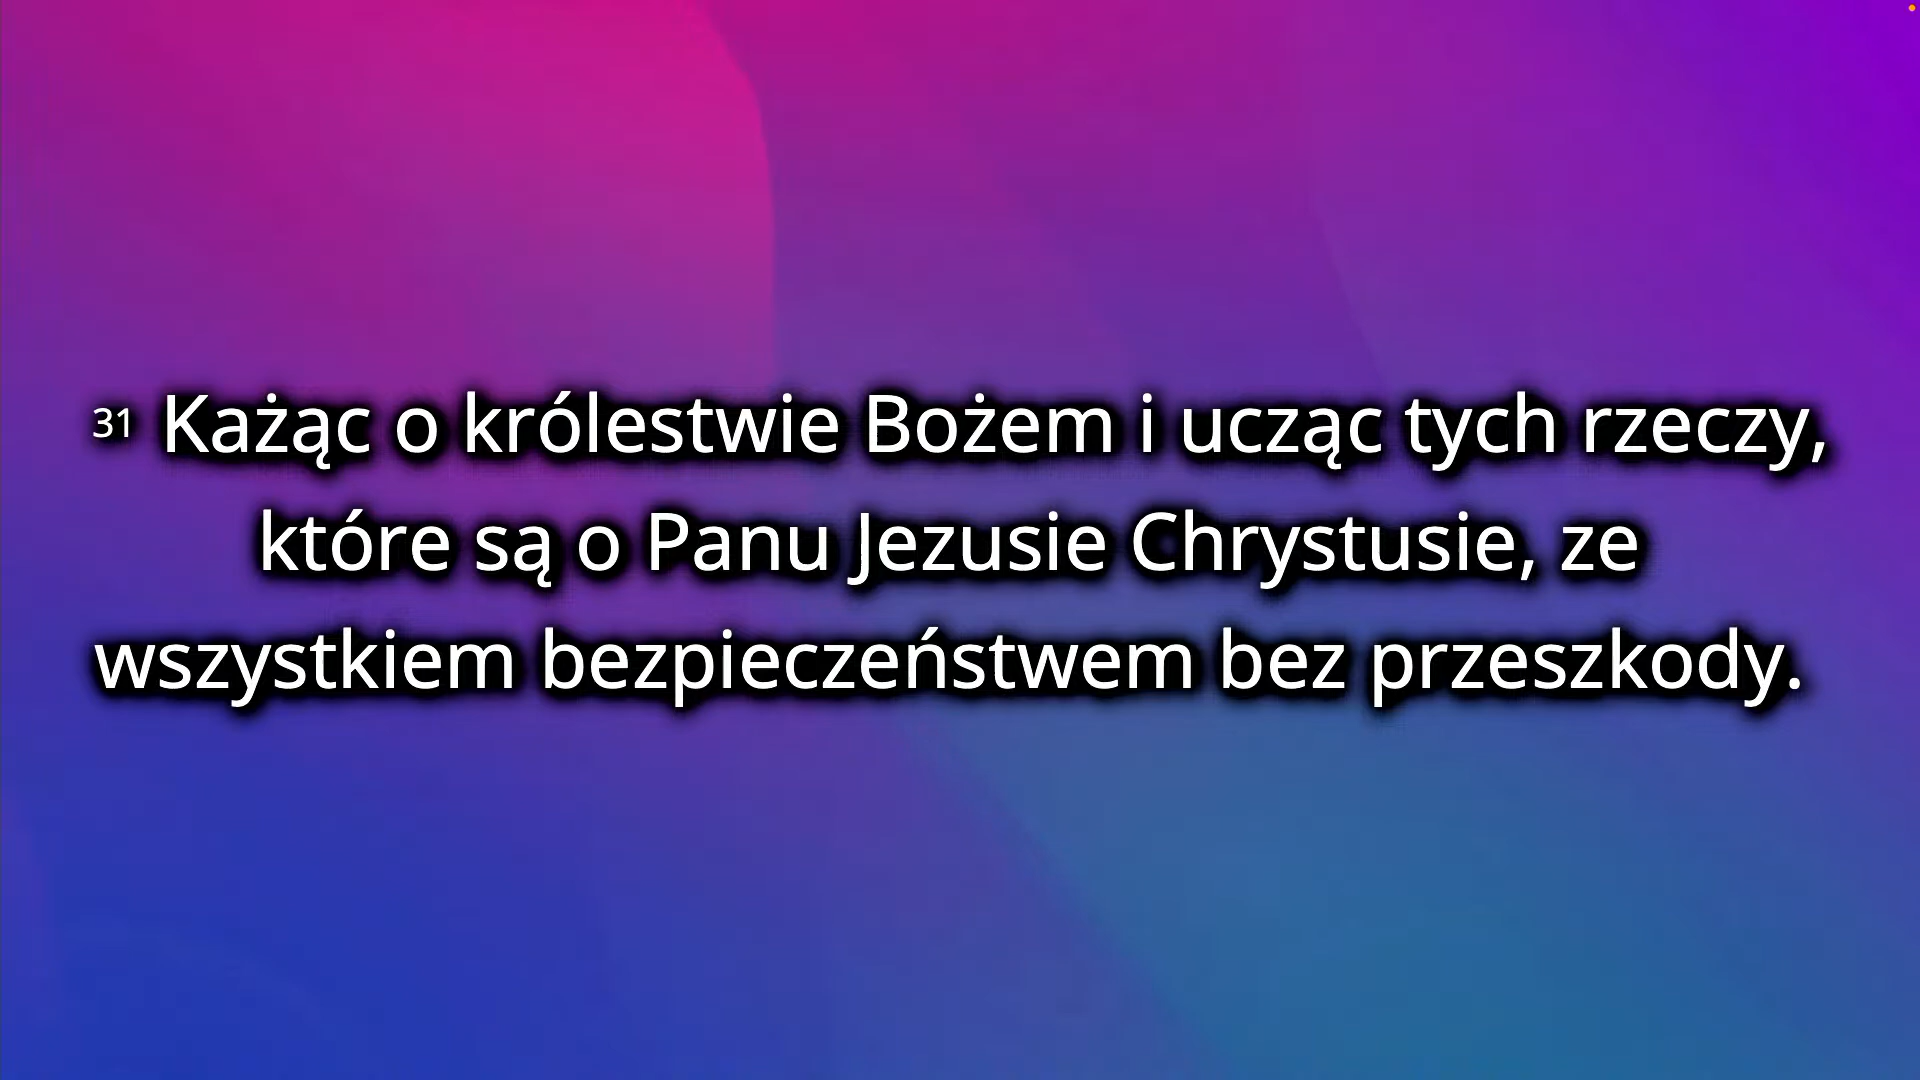 31 Każąc o królestwie Bożem i ucząc tych rzeczy,
które są o Panu Jezusie Chrystusie, ze
wszystkiem bezpieczeństwem bez przeszkody.